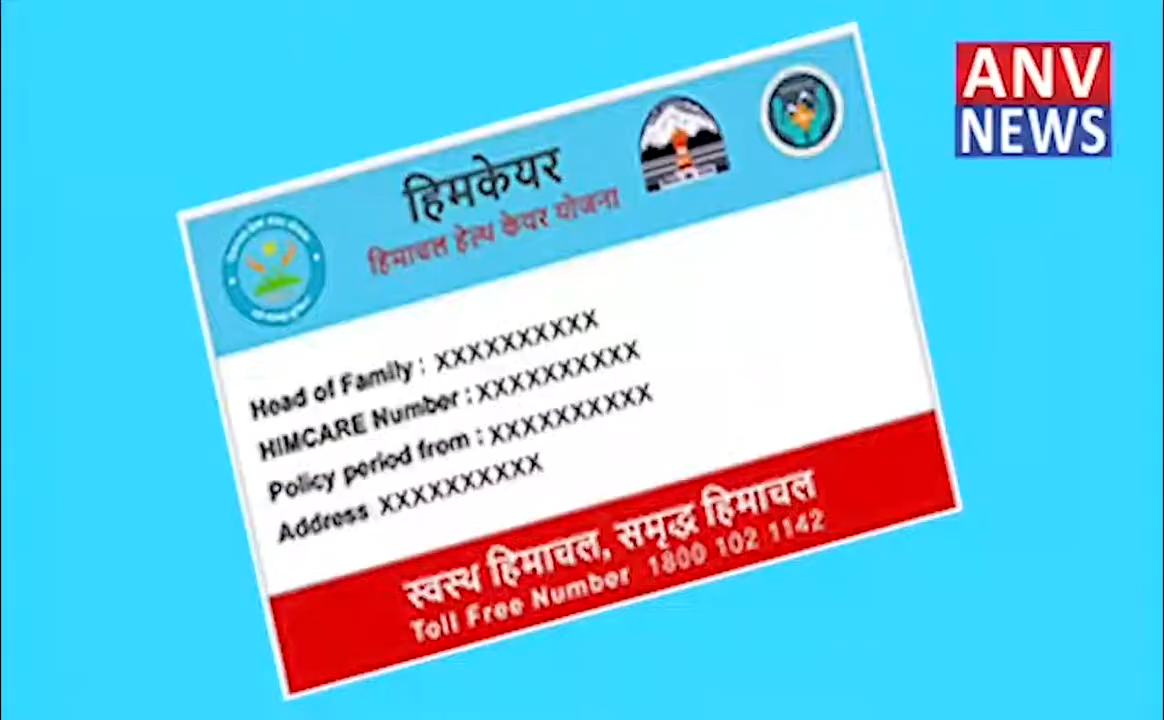 ANV
NEWS
हिमकेयर
हिमाचल हेल्थ केयर योजना
Head of Family : XXXXXXXXXX
HIMCARE Number : XXXXXXXXXX
Policy period from : XXXXXXXXXX
Address XXXXXXXXXX
स्वस्थ हिमाचल, समृद्ध हिमाचल
Toll Free Number 1800 102 1142